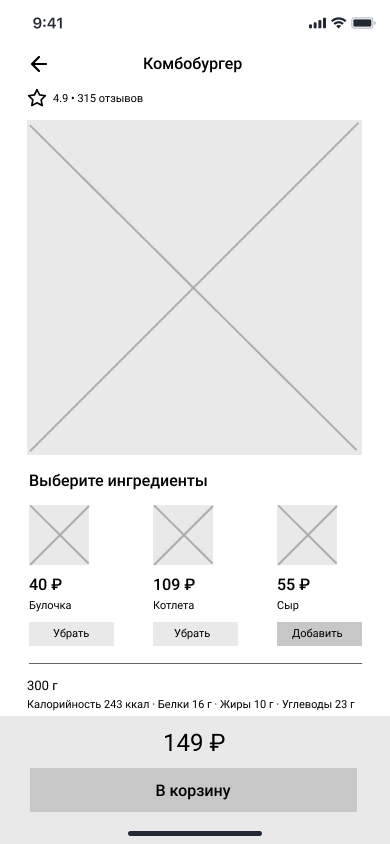 9:41
Комбобургер
4.9 • 315 отзывов
Выберите ингредиенты
40 ₽ 109 ₽ 55 ₽
Булочка Котлета Сыр
Убрать Убрать Добавить
300 г
Калорийность 243 ккал · Белки 16 г · Жиры 10 г · Углеводы 23 г
149 ₽
В корзину